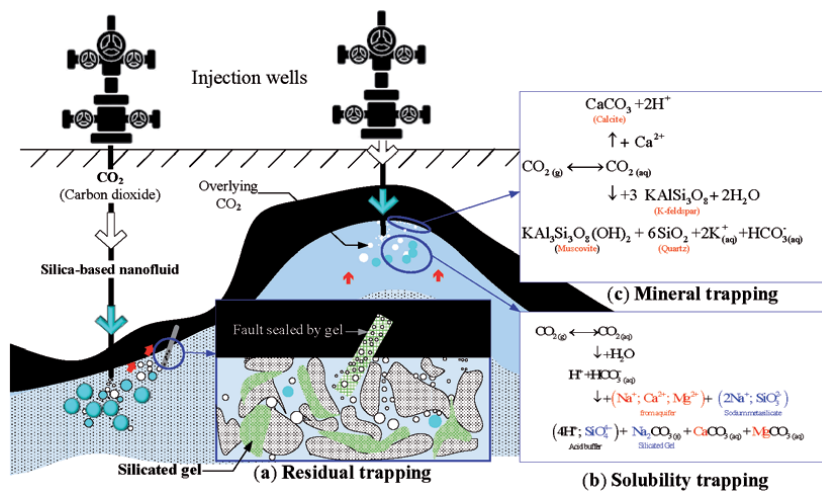 Injection wells
CO₂
(Carbon dioxide)
Silica-based nanofluid
Overlying
CO₂
Fault sealed by gel
Silicated gel
(a) Residual trapping
CaCO₃ +2H⁺
(Calcite)
↑ + Ca²⁺
CO₂ (g) ⟷ CO₂ (aq)
↓+3 KAlSi₃O₈+2H₂O
(K-feldspar)
KAl₃Si₃O₈(OH)₂ + 6SiO₂ +2K⁺(aq)+HCO₃⁻(aq)
(Muscovite) (Quartz)
(c) Mineral trapping
CO₂(g) ⟷ CO₂(aq)
↓+H₂O
H⁺+HCO₃⁻(aq)
↓+(Na⁺; Ca²⁺; Mg²⁺)+ (2Na⁺; SiO₃²⁻)
from aquifer Sodium metasilicate
(4H⁺; SiO₄⁴⁻)+ Na₂CO₃(s) + CaCO₃(aq) +MgCO₃(aq)
Acid buffer Silicated Gel
(b) Solubility trapping